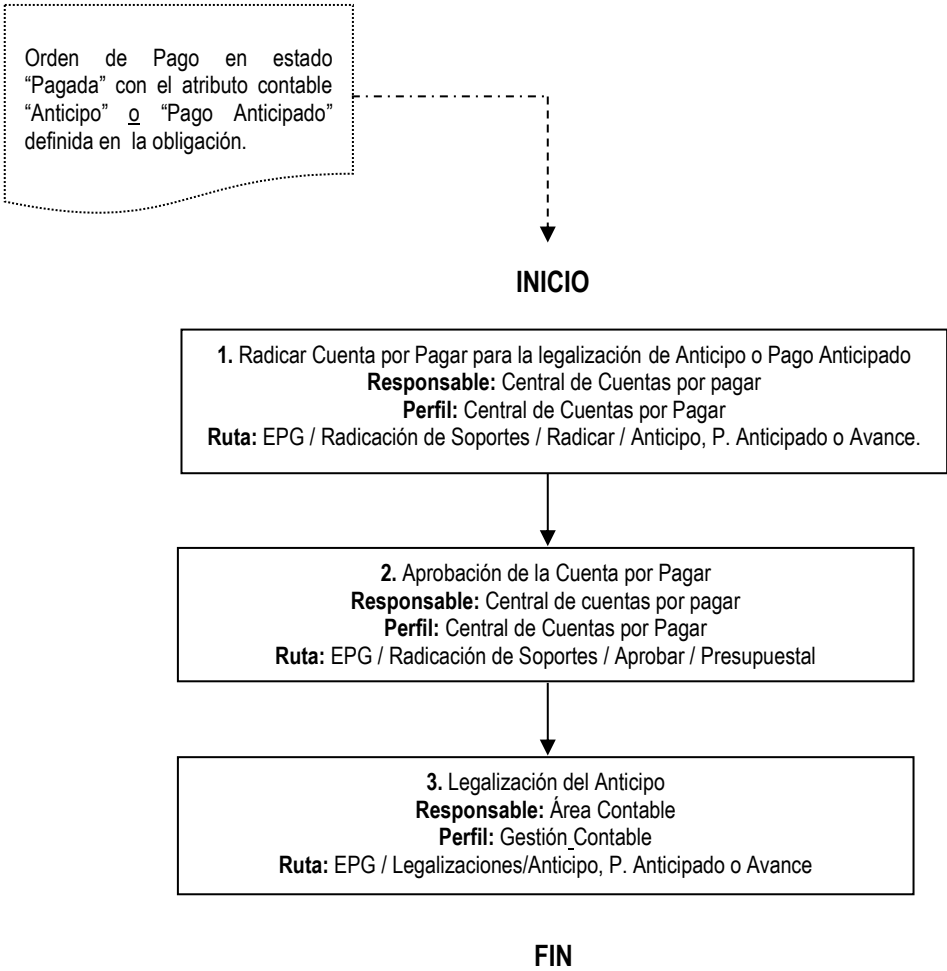 Orden de Pago en estado
“Pagada” con el atributo contable
“Anticipo” o “Pago Anticipado”
definida en la obligación.
INICIO
1. Radicar Cuenta por Pagar para la legalización de Anticipo o Pago Anticipado
Responsable: Central de Cuentas por pagar
Perfil: Central de Cuentas por Pagar
Ruta: EPG / Radicación de Soportes / Radicar / Anticipo, P. Anticipado o Avance.
2. Aprobación de la Cuenta por Pagar
Responsable: Central de cuentas por pagar
Perfil: Central de Cuentas por Pagar
Ruta: EPG / Radicación de Soportes / Aprobar / Presupuestal
3. Legalización del Anticipo
Responsable: Área Contable
Perfil: Gestión Contable
Ruta: EPG / Legalizaciones/Anticipo, P. Anticipado o Avance
FIN